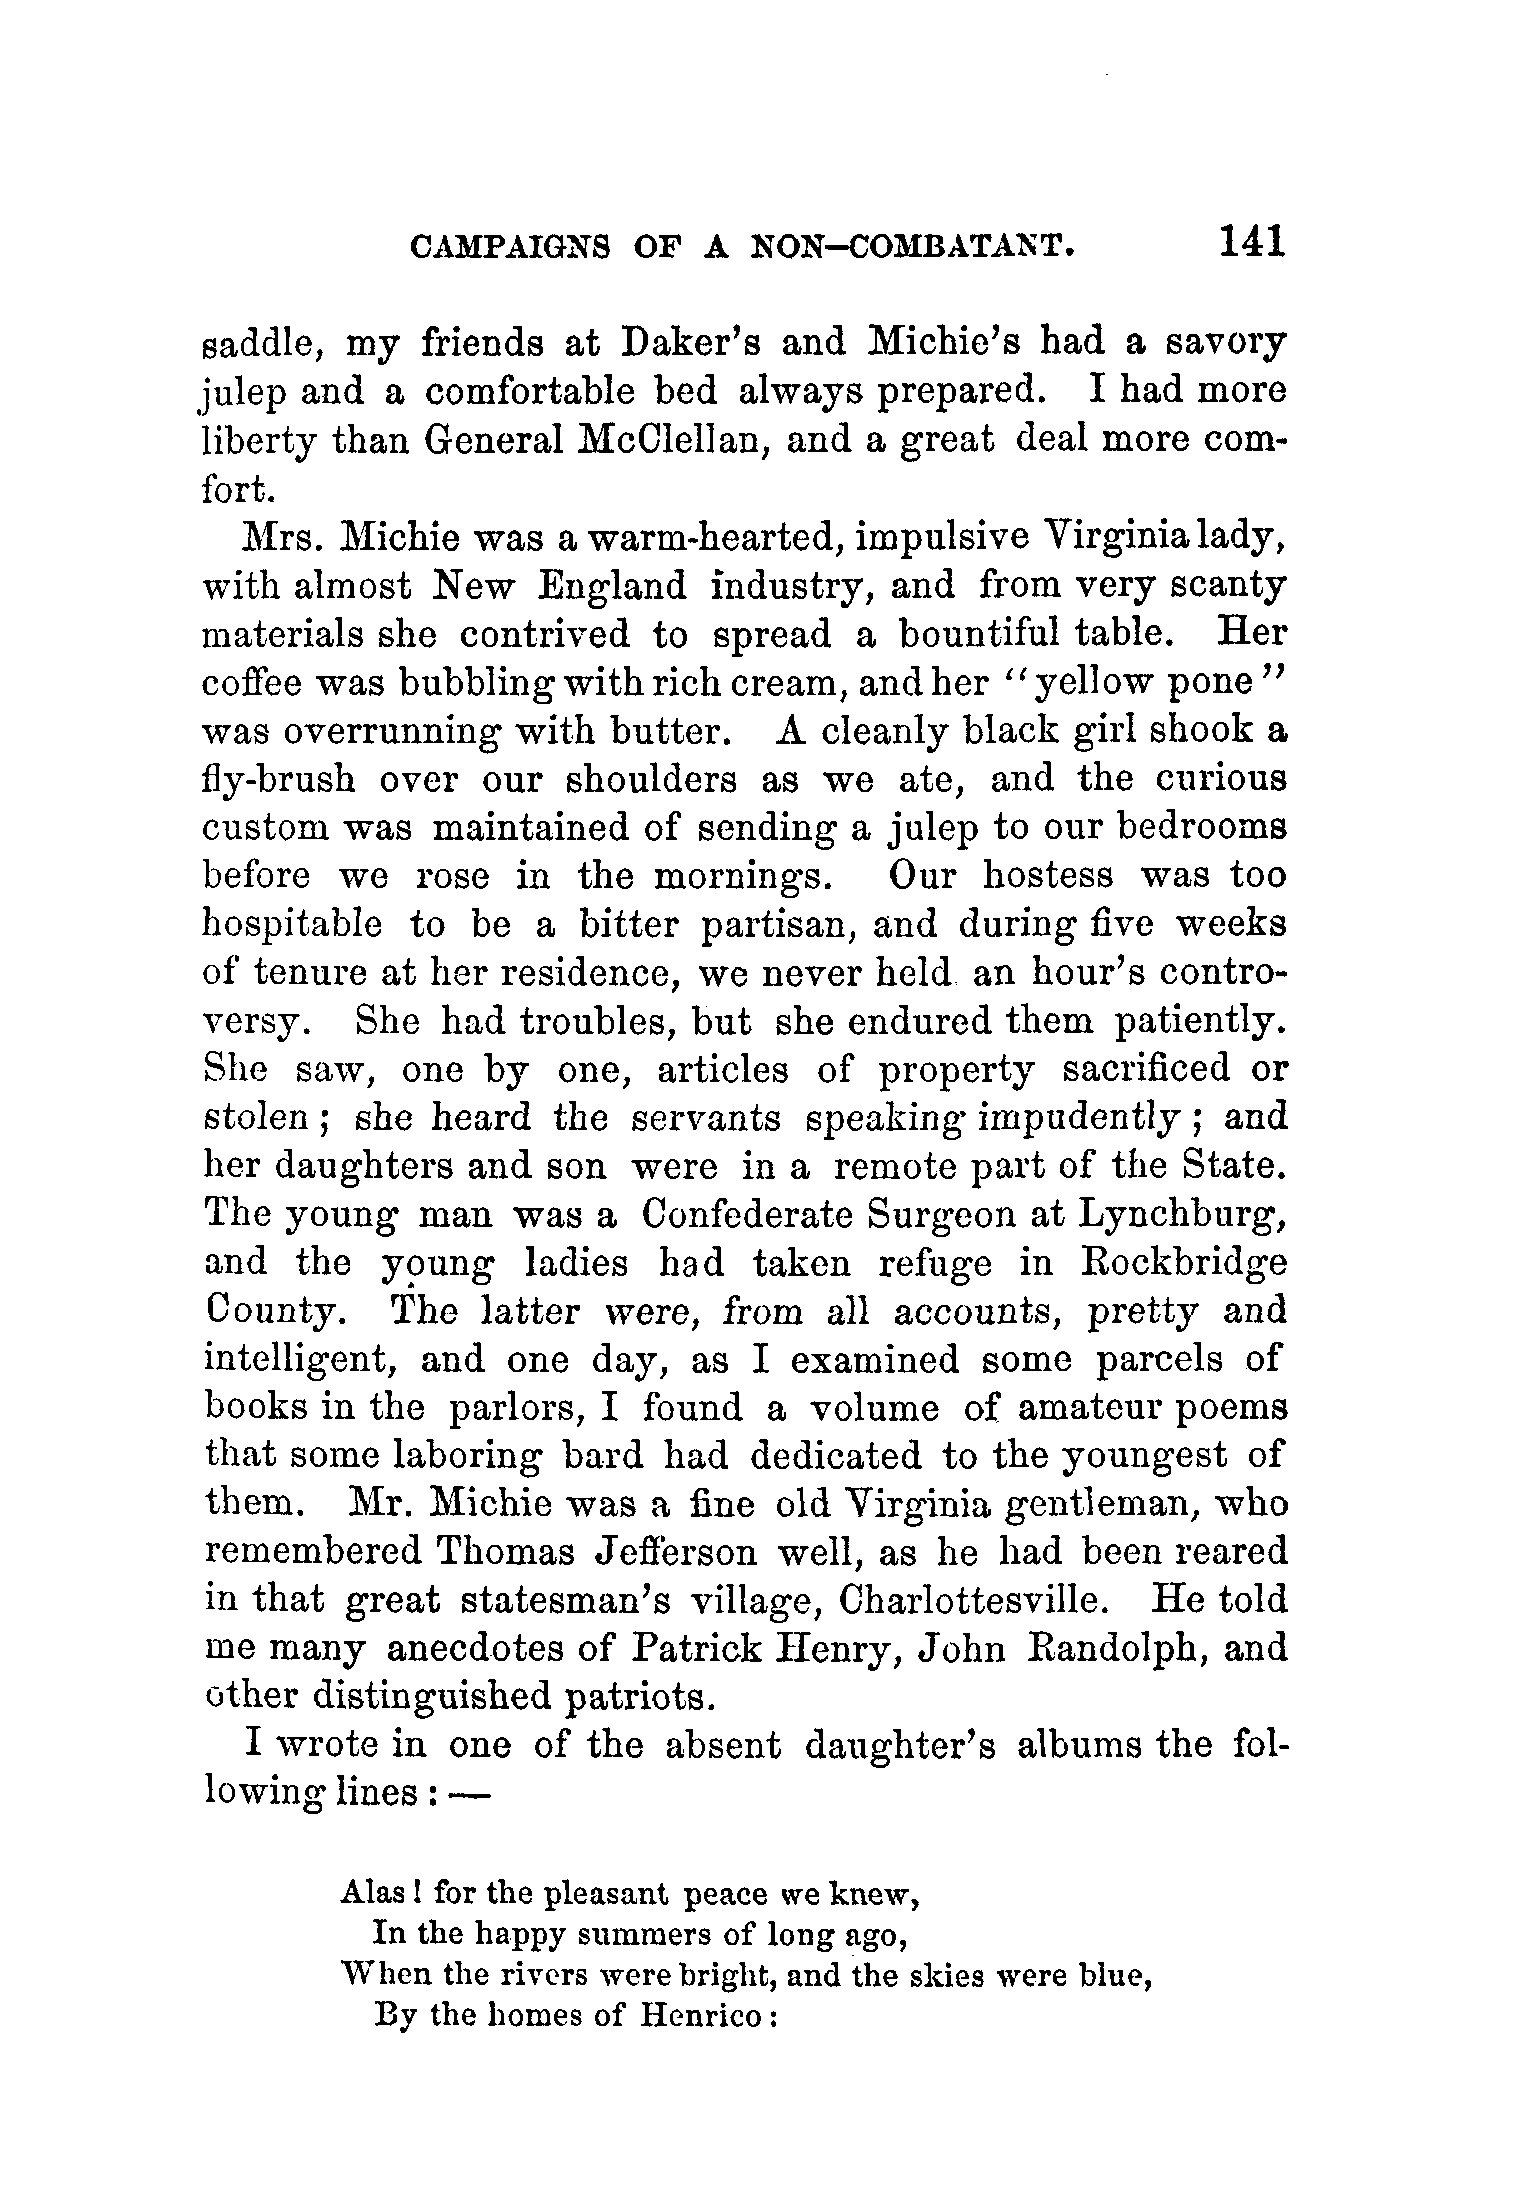 CAMPAIGNS OF A NON-COMBATANT. 141
saddle, my friends at Daker's and Michie's had a savory
julep and a comfortable bed always prepared. I had more
liberty than General McClellan, and a great deal more com-
fort.
Mrs. Michie was a warm-hearted, impulsive Virginia lady,
with almost New England industry, and from very scanty
materials she contrived to spread a bountiful table. Her
coffee was bubbling with rich cream, and her "yellow pone"
was overrunning with butter. A cleanly black girl shook a
fly-brush over our shoulders as we ate, and the curious
custom was maintained of sending a julep to our bedrooms
before we rose in the mornings. Our hostess was too
hospitable to be a bitter partisan, and during five weeks
of tenure at her residence, we never held an hour's contro-
versy. She had troubles, but she endured them patiently.
She saw, one by one, articles of property sacrificed or
stolen; she heard the servants speaking impudently; and
her daughters and son were in a remote part of the State.
The young man was a Confederate Surgeon at Lynchburg,
and the young ladies had taken refuge in Rockbridge
County. The latter were, from all accounts, pretty and
intelligent, and one day, as I examined some parcels of
books in the parlors, I found a volume of amateur poems
that some laboring bard had dedicated to the youngest of
them. Mr. Michie was a fine old Virginia gentleman, who
remembered Thomas Jefferson well, as he had been reared
in that great statesman's village, Charlottesville. He told
me many anecdotes of Patrick Henry, John Randolph, and
other distinguished patriots.
I wrote in one of the absent daughter's albums the fol-
lowing lines: —
Alas! for the pleasant peace we knew,
In the happy summers of long ago,
When the rivers were bright, and the skies were blue,
By the homes of Henrico: